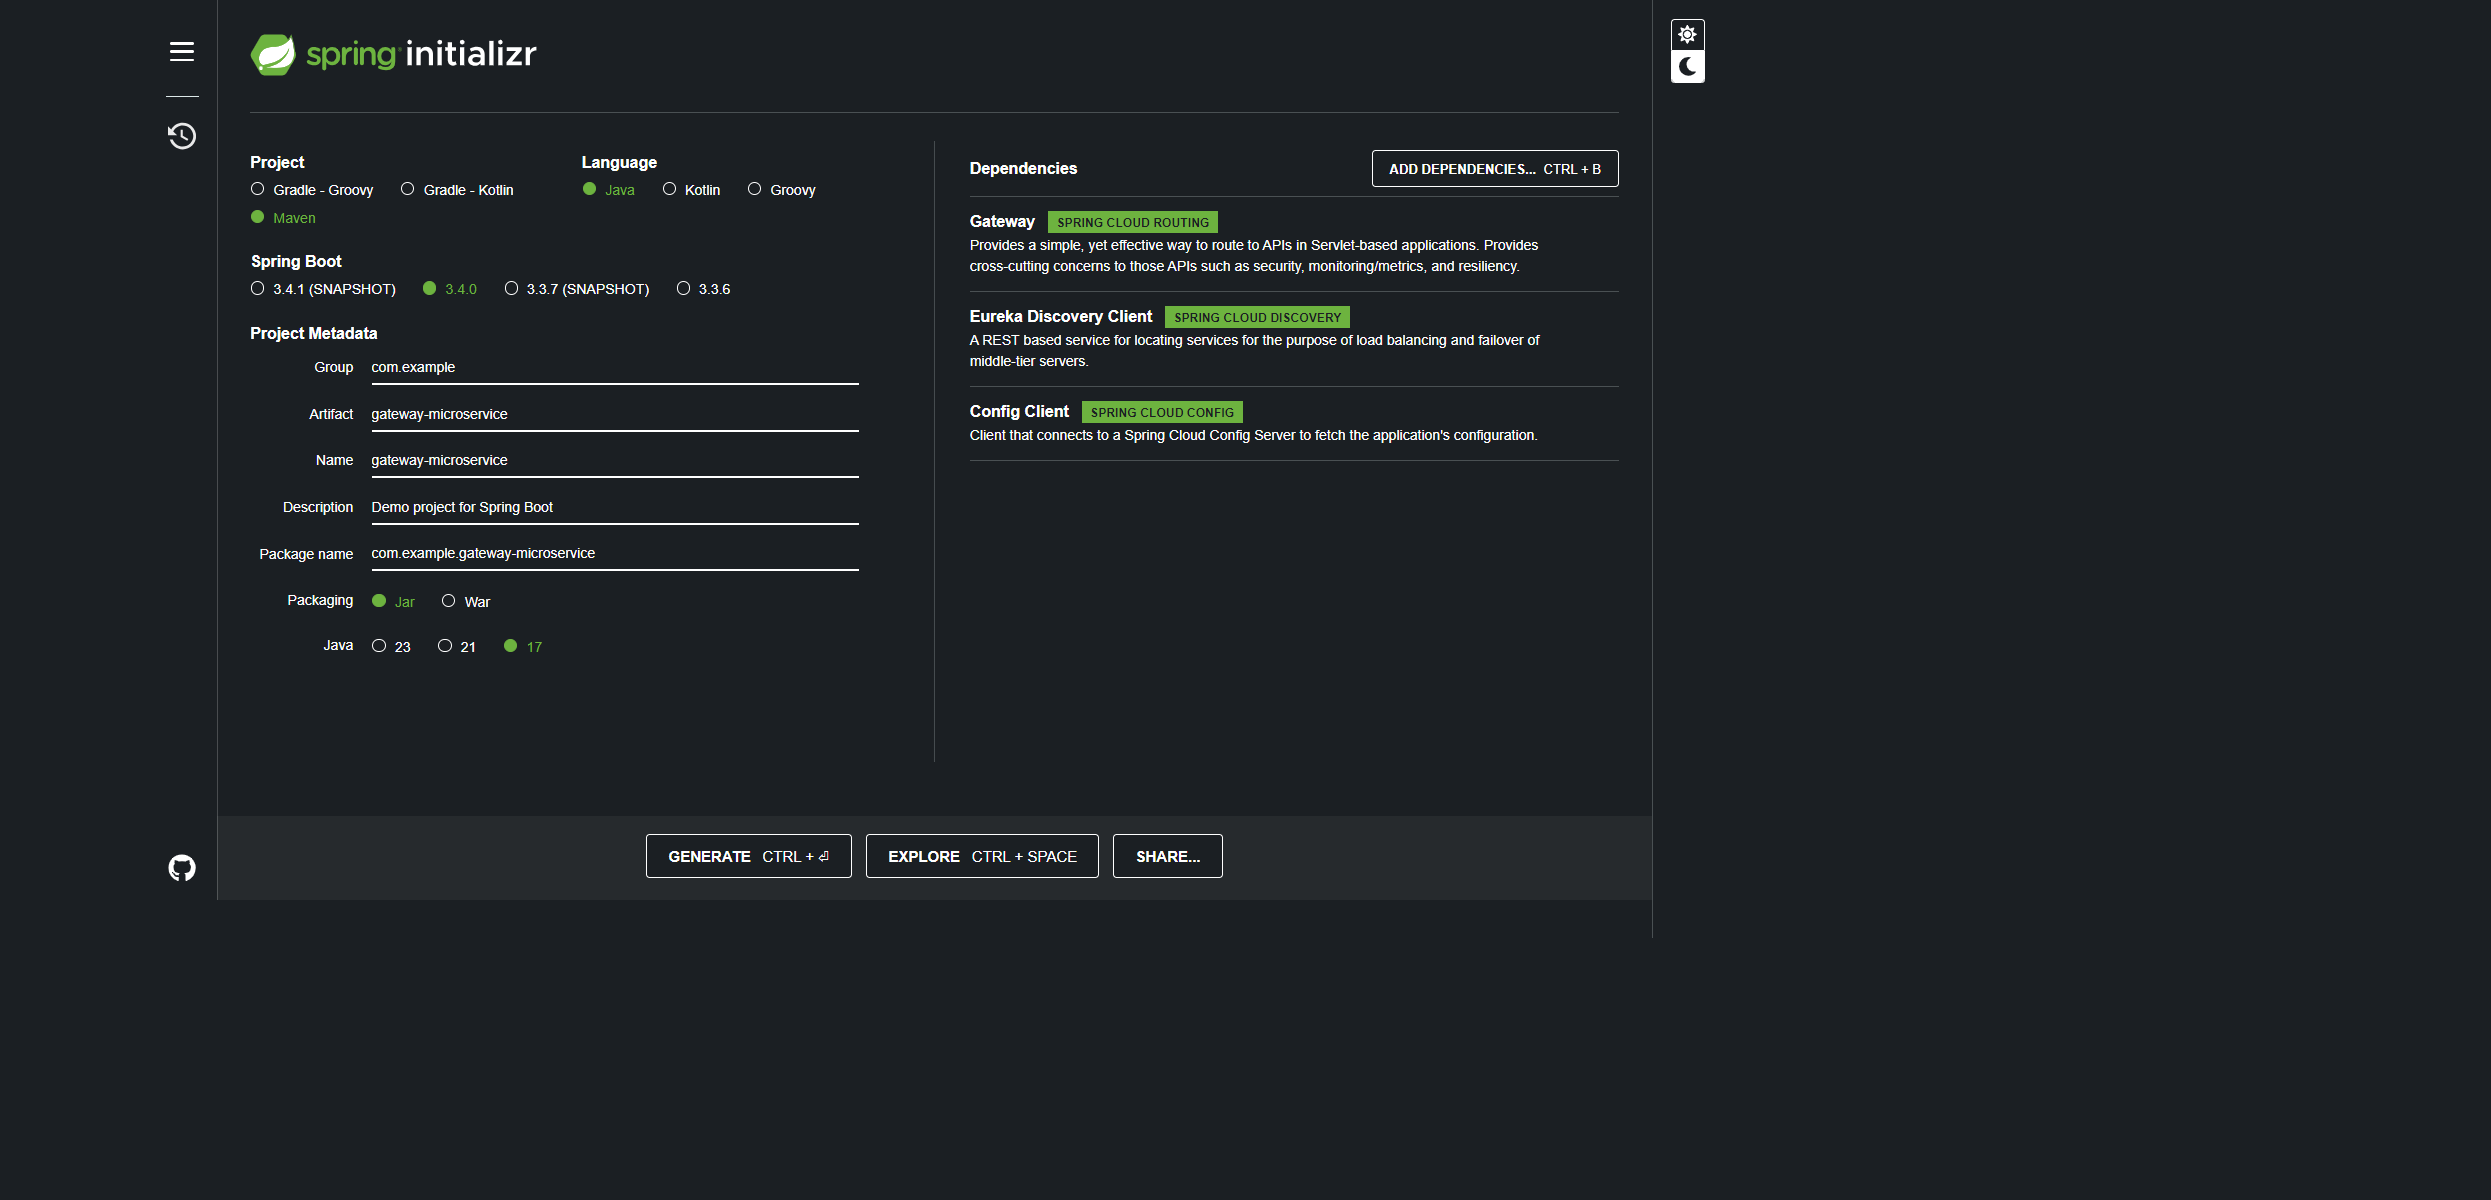 spring initializr
Project
Gradle - Groovy Gradle - Kotlin
Maven
Language
Java Kotlin Groovy
Spring Boot
3.4.1 (SNAPSHOT) 3.4.0 3.3.7 (SNAPSHOT) 3.3.6
Project Metadata
Group com.example
Artifact gateway-microservice
Name gateway-microservice
Description Demo project for Spring Boot
Package name com.example.gateway-microservice
Packaging Jar War
Java 23 21 17
Dependencies
ADD DEPENDENCIES... CTRL + B
Gateway SPRING CLOUD ROUTING
Provides a simple, yet effective way to route to APIs in Servlet-based applications. Provides
cross-cutting concerns to those APIs such as security, monitoring/metrics, and resiliency.
Eureka Discovery Client SPRING CLOUD DISCOVERY
A REST based service for locating services for the purpose of load balancing and failover of
middle-tier servers.
Config Client SPRING CLOUD CONFIG
Client that connects to a Spring Cloud Config Server to fetch the application's configuration.
GENERATE CTRL + ⏎
EXPLORE CTRL + SPACE
SHARE...